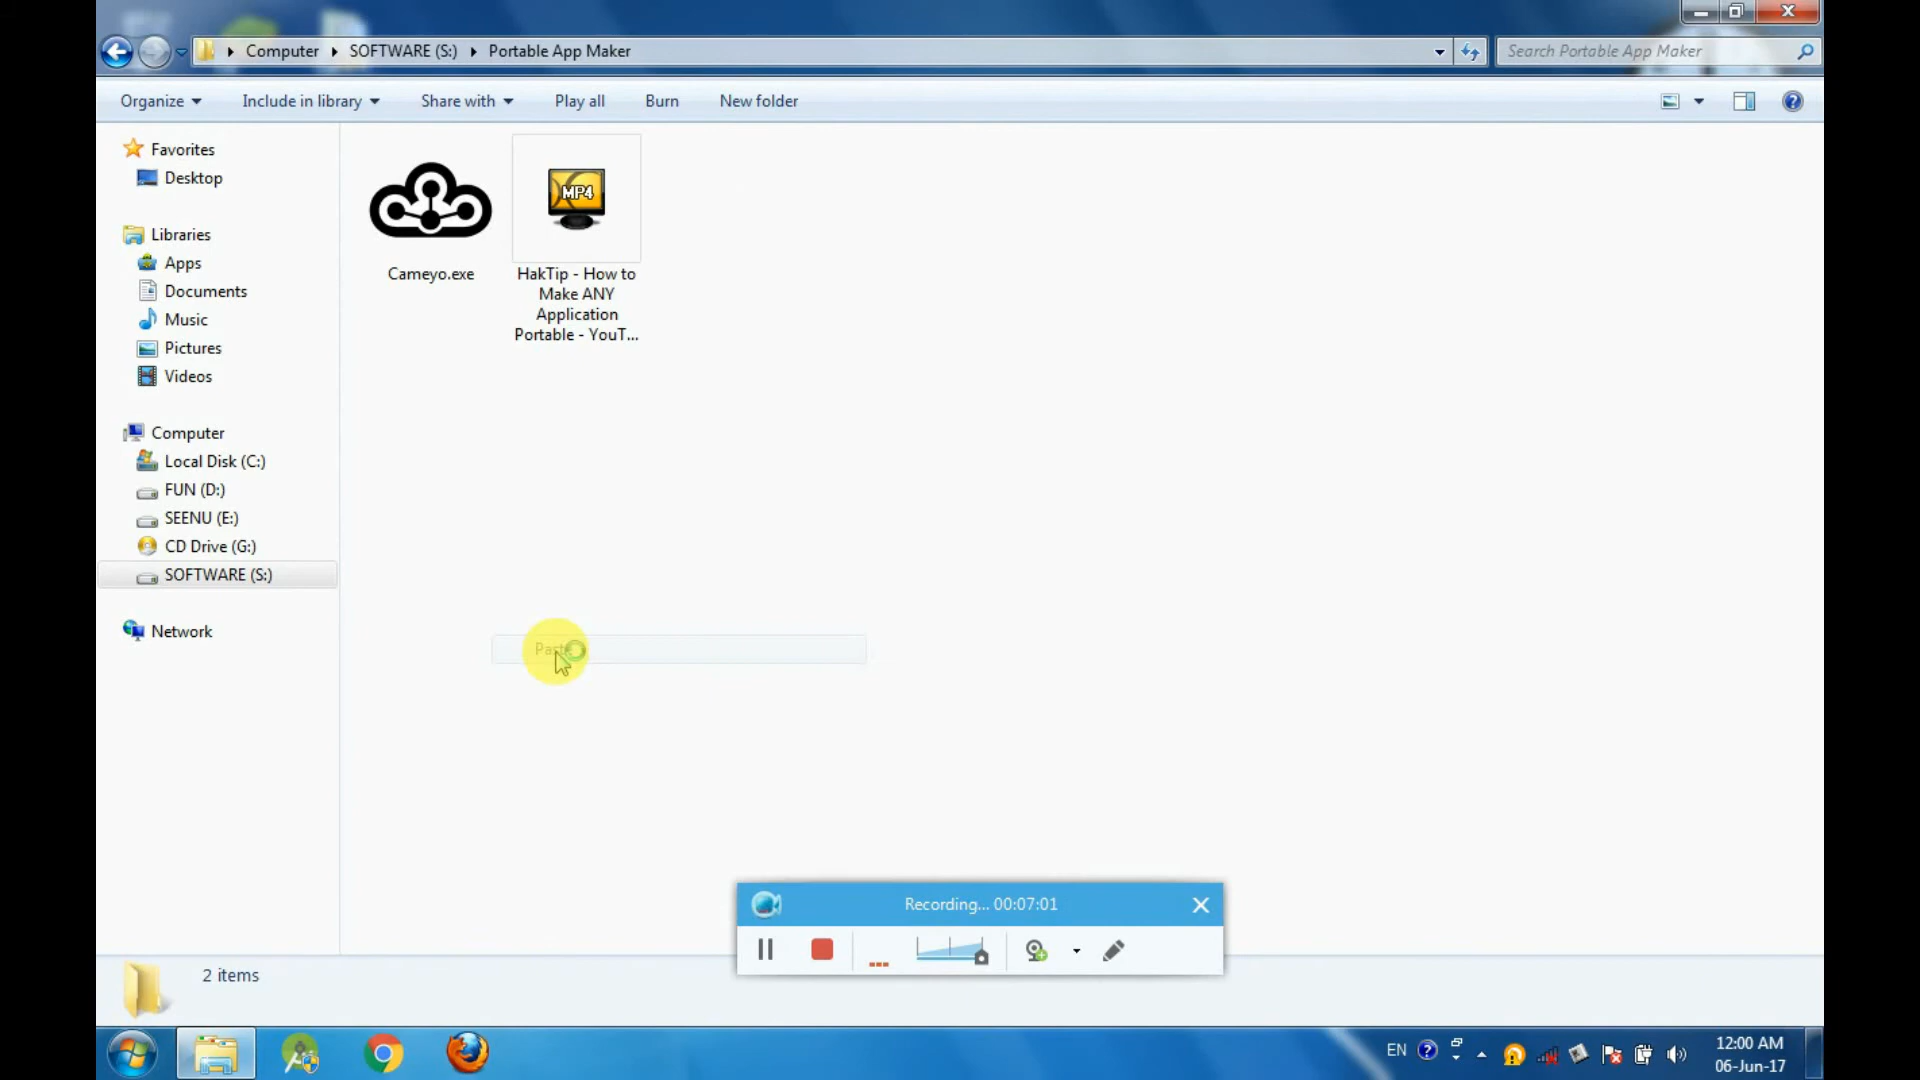 Computer
SOFTWARE (S:)
Portable App Maker
Search Portable App Maker
Organize
Include in library
Share with
Play all
Burn
New folder
Favorites
Desktop
Libraries
Apps
Documents
Music
Pictures
Videos
Computer
Local Disk (C:)
FUN (D:)
SEENU (E:)
CD Drive (G:)
SOFTWARE (S:)
Network
Cameyo.exe
MP4
HakTip - How to
Make ANY
Application
Portable - YouT...
Paste
Recording... 00:07:01
2 items
EN
12:00 AM
06-Jun-17